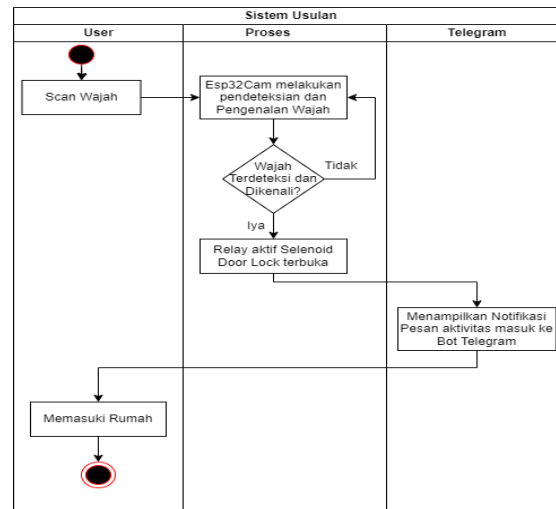 Sistem Usulan
User
Proses
Telegram
Scan Wajah
Esp32Cam melakukan
pendeteksian dan
Pengenalan Wajah
Wajah
Terdeteksi dan
Dikenali?
Tidak
Iya
Relay aktif Selenoid
Door Lock terbuka
Menampilkan Notifikasi
Pesan aktivitas masuk ke
Bot Telegram
Memasuki Rumah